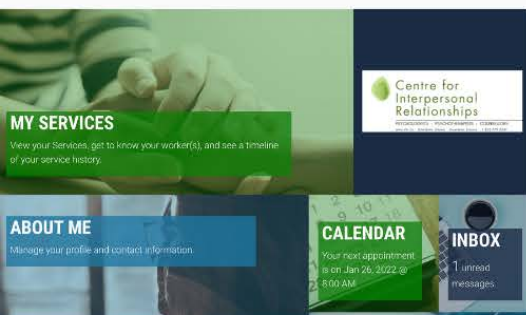 MY SERVICES
View your Services, get to know your worker(s), and see a timeline
of your service history.
Centre for
Interpersonal
Relationships
ABOUT ME
Manage your profile and contact information.
CALENDAR
Your next appointment
is on Jan 26, 2022 @
8:00 AM
INBOX
1 unread
messages.